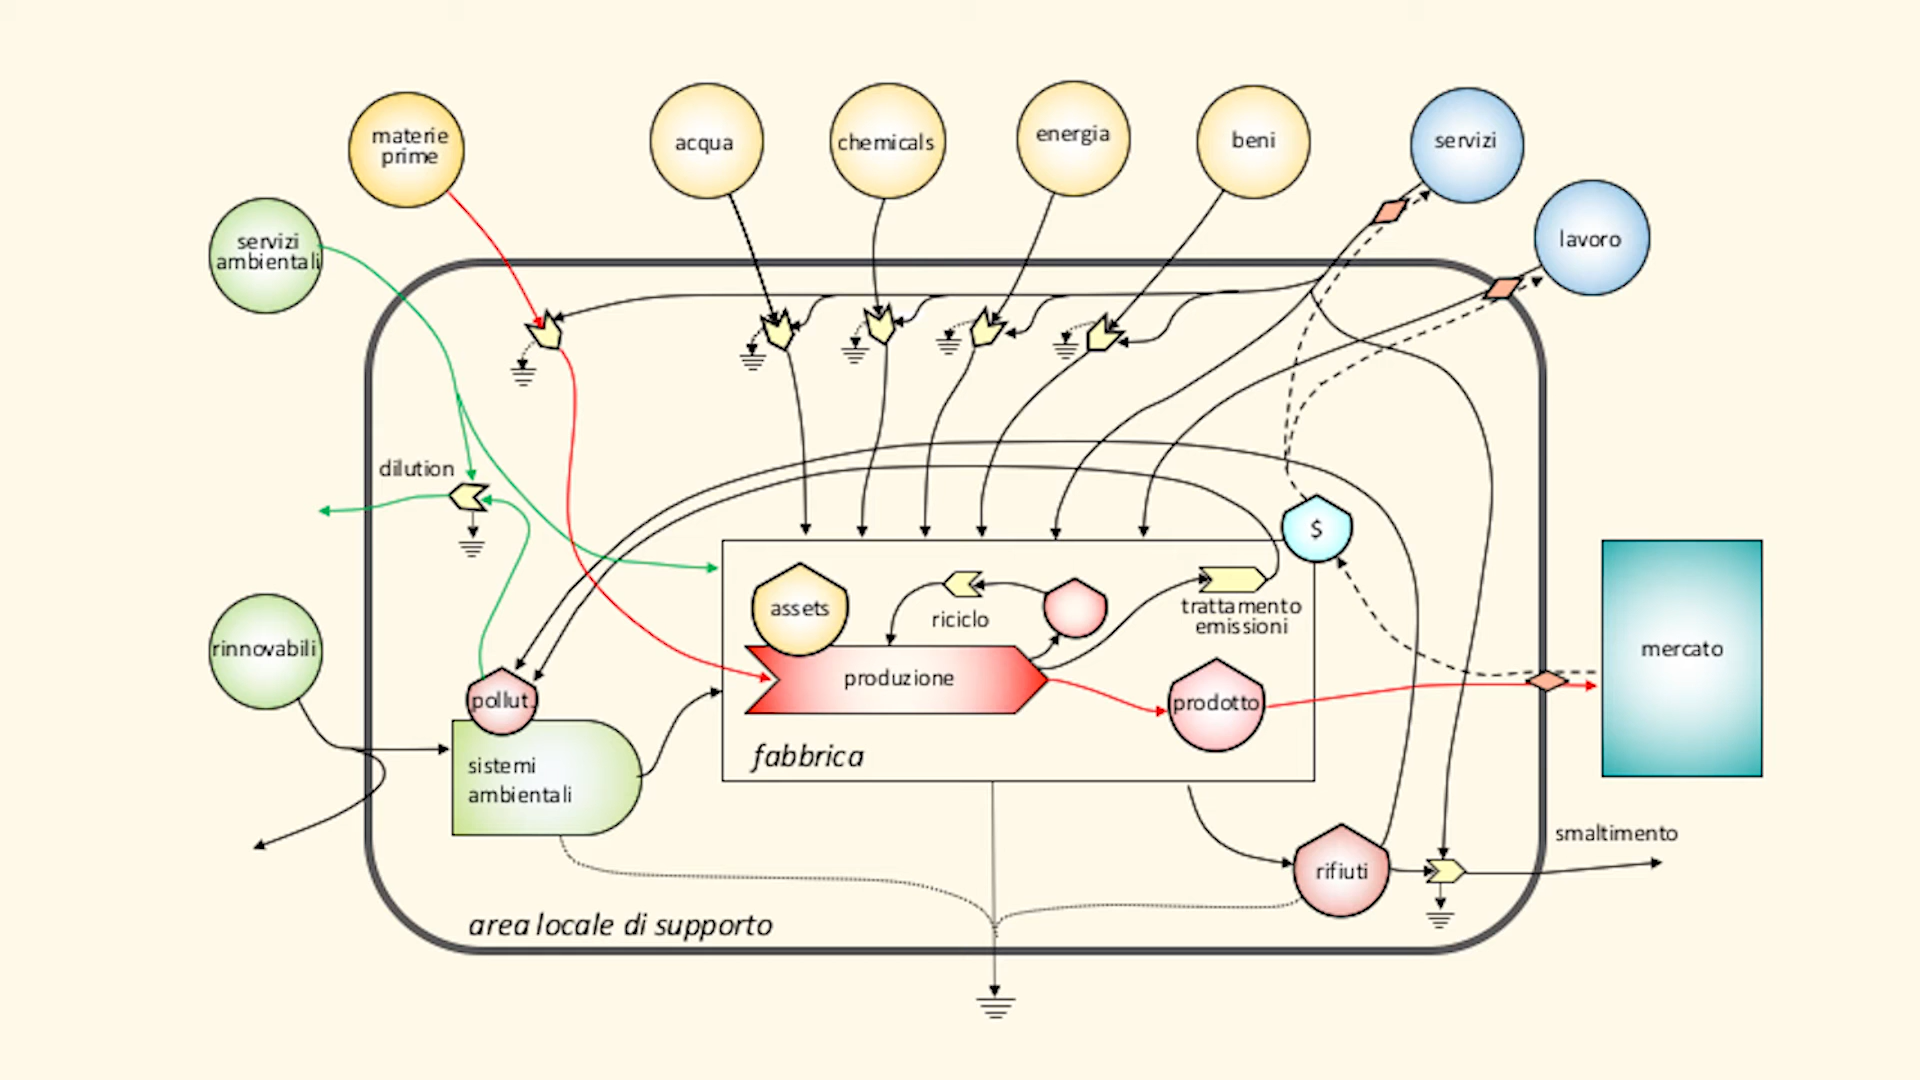 materie
prime
acqua
chemicals
energia
beni
servizi
lavoro
servizi
ambientali
dilution
$
assets
riciclo
trattamento
emissioni
rinnovabili
produzione
mercato
pollut.
prodotto
fabbrica
sistemi
ambientali
smaltimento
rifiuti
area locale di supporto